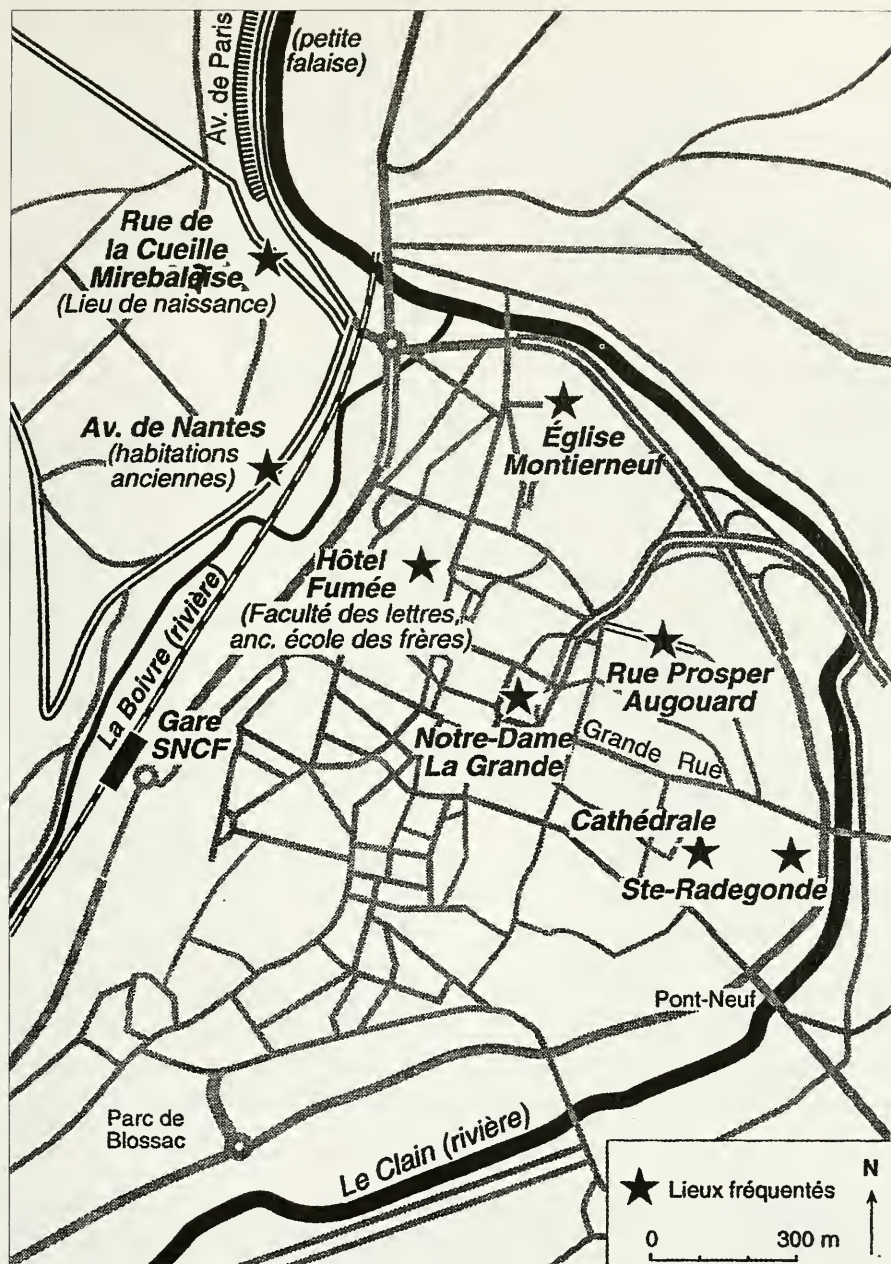 Av. de Paris
(petite
falaise)
Rue de
la Cueille
Mirebalaise
(Lieu de naissance)
Av. de Nantes
(habitations
anciennes)
Église
Montierneuf
Hôtel
Fumée
(Faculté des lettres,
anc. école des frères)
La Boivre (rivière)
Gare
SNCF
Rue Prosper
Augouard
Notre-Dame
La Grande
Grande Rue
Cathédrale
Ste-Radegonde
Pont-Neuf
Parc de
Blossac
Le Clain (rivière)
Lieux fréquentés
N
0 300 m